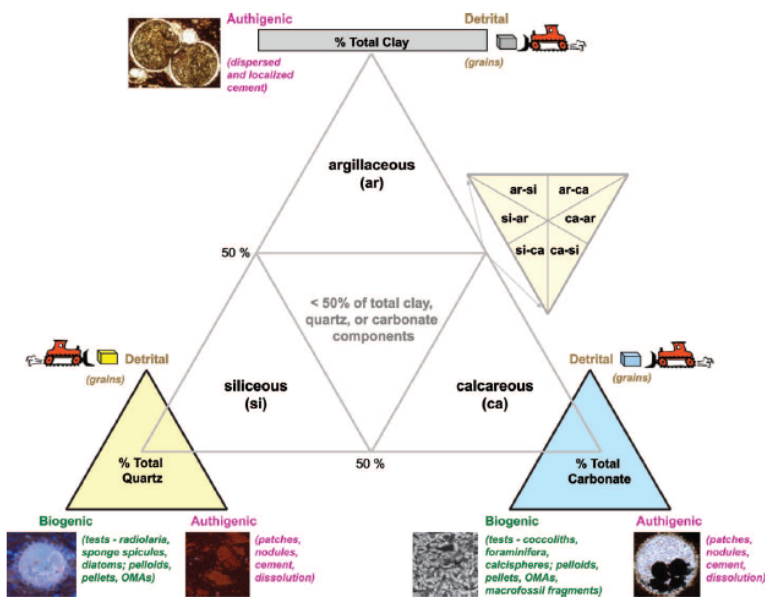 Authigenic
% Total Clay
Detrital
(dispersed
and localized
cement)
(grains)
argillaceous
(ar)
ar-si
ar-ca
si-ar
ca-ar
si-ca
ca-si
50 %
< 50% of total clay,
quartz, or carbonate
components
Detrital
(grains)
Detrital
(grains)
siliceous
(si)
calcareous
(ca)
50 %
% Total
Quartz
% Total
Carbonate
Biogenic
(tests - radiolaria,
sponge spicules,
diatoms; pelloids,
pellets, OMAs)
Authigenic
(patches,
nodules,
cement,
dissolution)
Biogenic
(tests - coccoliths,
foraminifera,
calcispheres; pelloids,
pellets, OMAs,
macrofossil fragments)
Authigenic
(patches,
nodules,
cement,
dissolution)